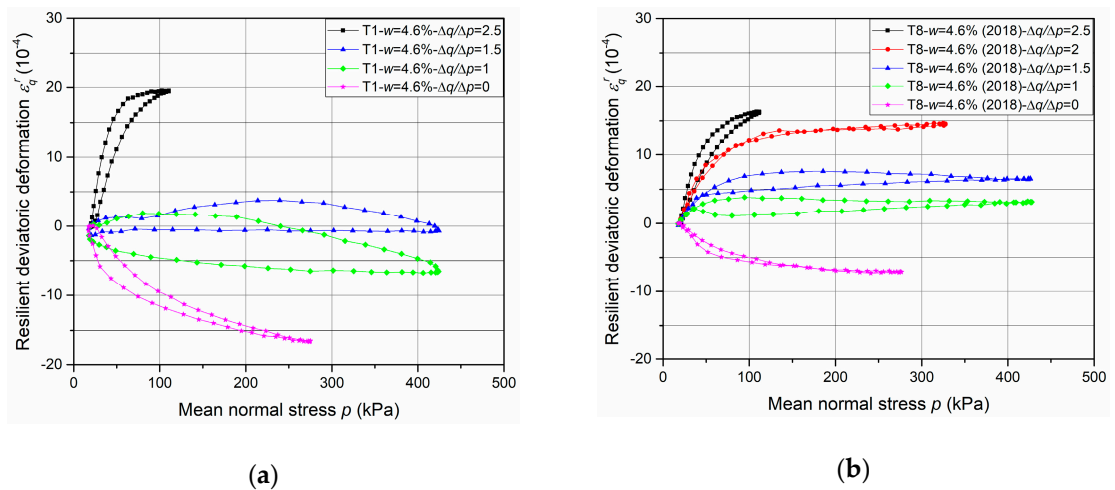 30
20
10
0
-10
-20
0
100
200
300
400
500
Resilient deviatoric deformation εqʳ (10⁻⁴)
Mean normal stress p (kPa)
T1-w=4.6%-Δq/Δp=2.5
T1-w=4.6%-Δq/Δp=1.5
T1-w=4.6%-Δq/Δp=1
T1-w=4.6%-Δq/Δp=0
(a)
30
20
10
0
-10
-20
0
100
200
300
400
500
Resilient deviatoric deformation εqʳ (10⁻⁴)
Mean normal stress p (kPa)
T8-w=4.6% (2018)-Δq/Δp=2.5
T8-w=4.6% (2018)-Δq/Δp=2
T8-w=4.6% (2018)-Δq/Δp=1.5
T8-w=4.6% (2018)-Δq/Δp=1
T8-w=4.6% (2018)-Δq/Δp=0
(b)